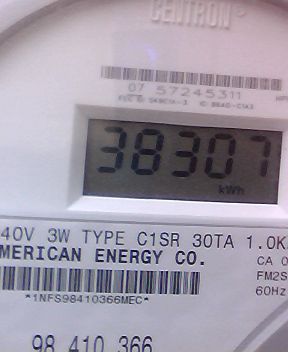 CENTRON®
07 57245311
38307
kWh
40V 3W TYPE C1SR 30TA 1.0K
MERICAN ENERGY CO.
CA 0
FM2S
*1NFS98410366MEC*
60Hz
98 410 366